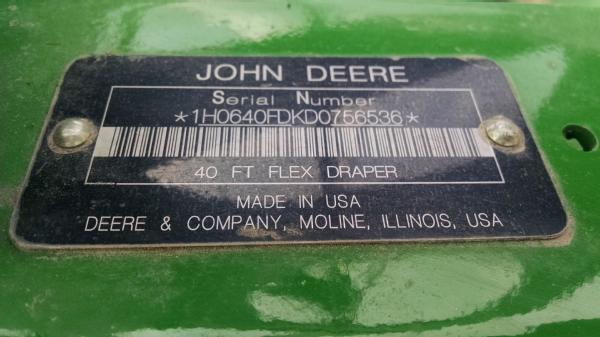 JOHN DEERE
Serial Number
*1H0640FDKD0756536*
40 FT FLEX DRAPER
MADE IN USA
DEERE & COMPANY, MOLINE, ILLINOIS, USA